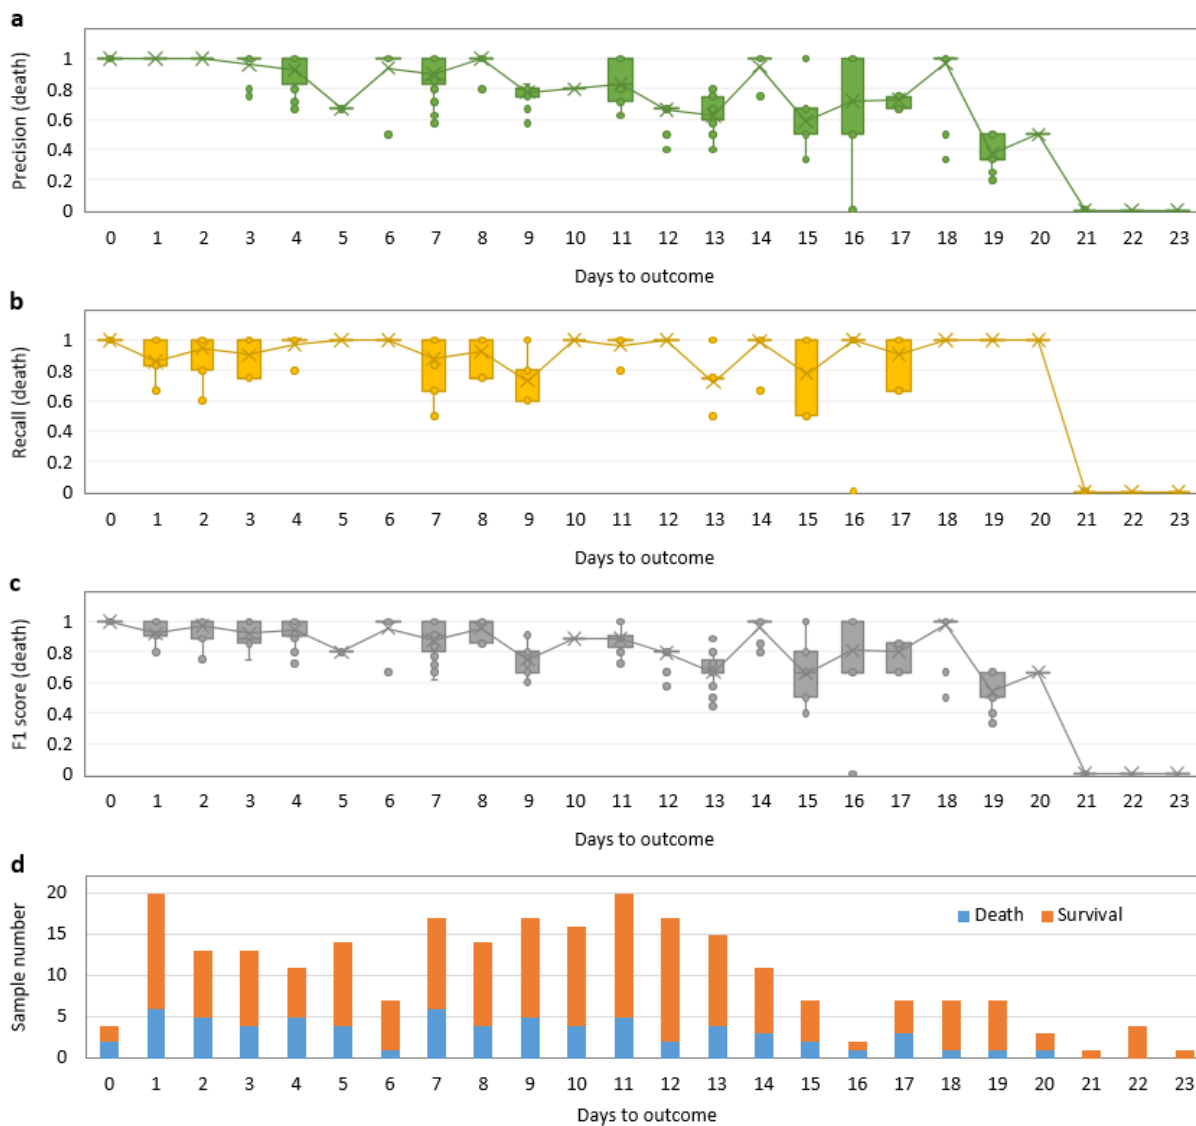 a
Precision (death)
1
0.8
0.6
0.4
0.2
0
0 1 2 3 4 5 6 7 8 9 10 11 12 13 14 15 16 17 18 19 20 21 22 23
Days to outcome
b
Recall (death)
1
0.8
0.6
0.4
0.2
0
0 1 2 3 4 5 6 7 8 9 10 11 12 13 14 15 16 17 18 19 20 21 22 23
Days to outcome
c
F1 score (death)
1
0.8
0.6
0.4
0.2
0
0 1 2 3 4 5 6 7 8 9 10 11 12 13 14 15 16 17 18 19 20 21 22 23
Days to outcome
d
Sample number
20
15
10
5
0
Death Survival
0 1 2 3 4 5 6 7 8 9 10 11 12 13 14 15 16 17 18 19 20 21 22 23
Days to outcome